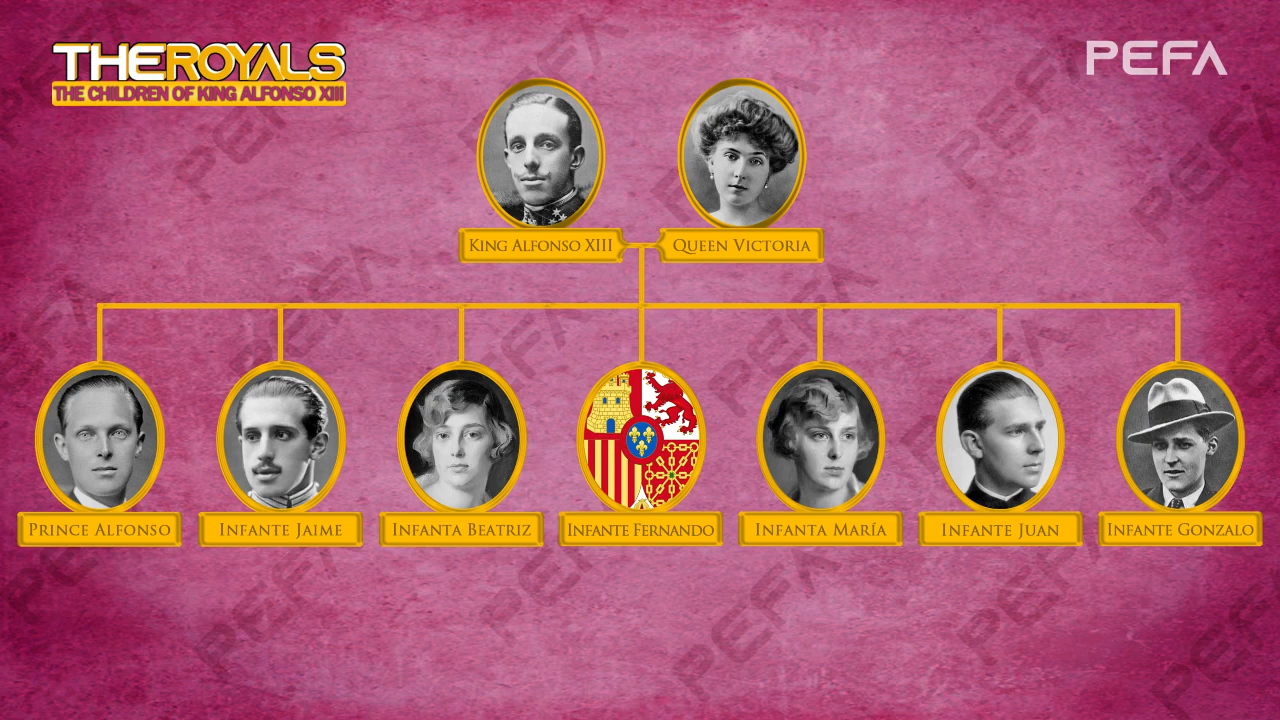 THEROYALS
THE CHILDREN OF KING ALFONSO XIII
PEFA
KING ALFONSO XIII
QUEEN VICTORIA
PRINCE ALFONSO
INFANTE JAIME
INFANTA BEATRIZ
INFANTE FERNANDO
INFANTA MARÍA
INFANTE JUAN
INFANTE GONZALO